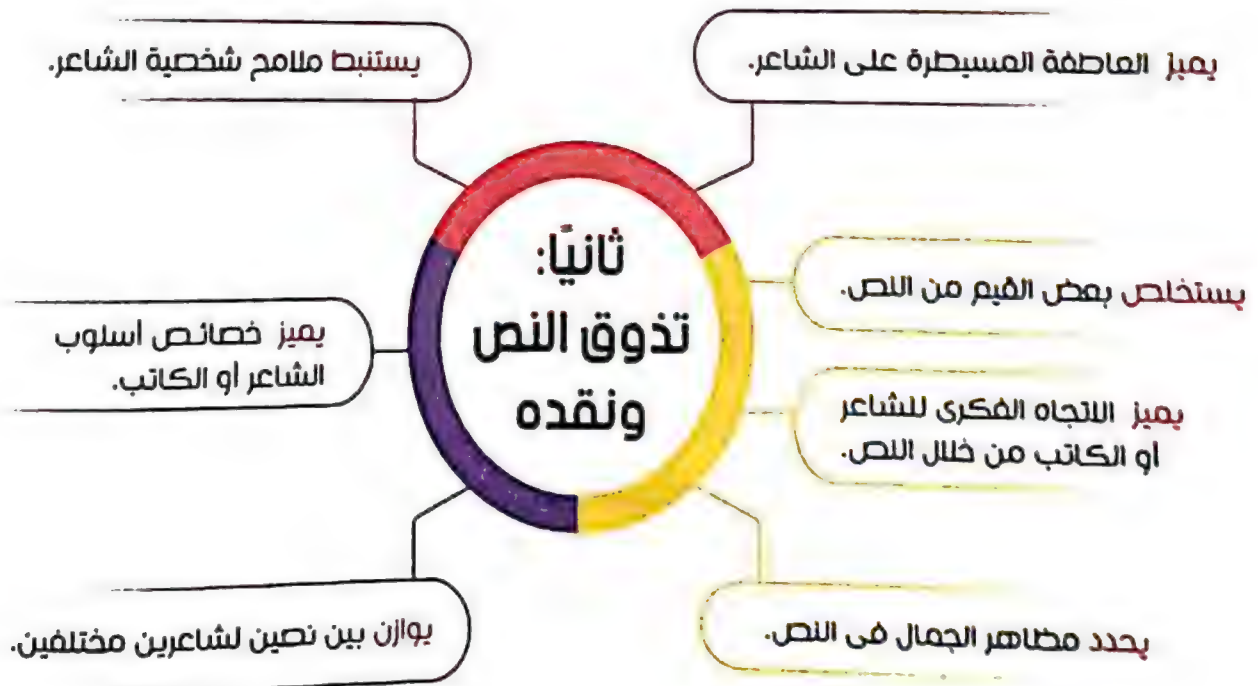 ثانيًا:
تذوق النص
ونقده
يميز العاطفة المسيطرة على الشاعر.
يستخلص بعض القيم من النص.
يميز الاتجاه الفكرى للشاعر
أو الكاتب من خلال النص.
يحدد مظاهر الجمال فى النص.
يستنبط ملامح شخصية الشاعر.
يميز خصائص اسلوب
الشاعر أو الكاتب.
يوازن بين نصين لشاعرين مختلفين.